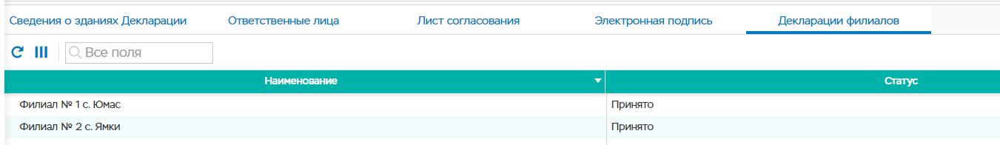 Сведения о зданиях Декларации Ответственные лица Лист согласования Электронная подпись Декларации филиалов
Все поля
Наименование Статус
Филиал № 1 с. Юмас Принято
Филиал № 2 с. Ямки Принято